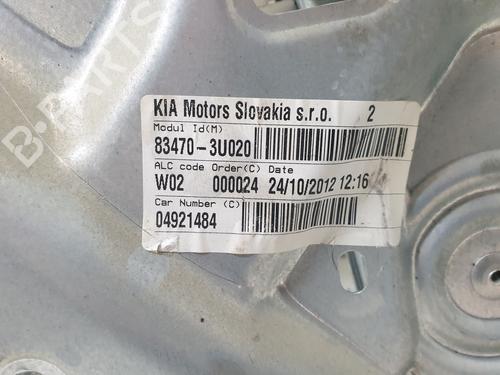 KIA Motors Slovakia s.r.o. 2
Modul Id(M)
83470-3U020
ALC code Order(C) Date
W02 000024 24/10/2012 12:16
Car Number (C)
04921484
B-PARTS